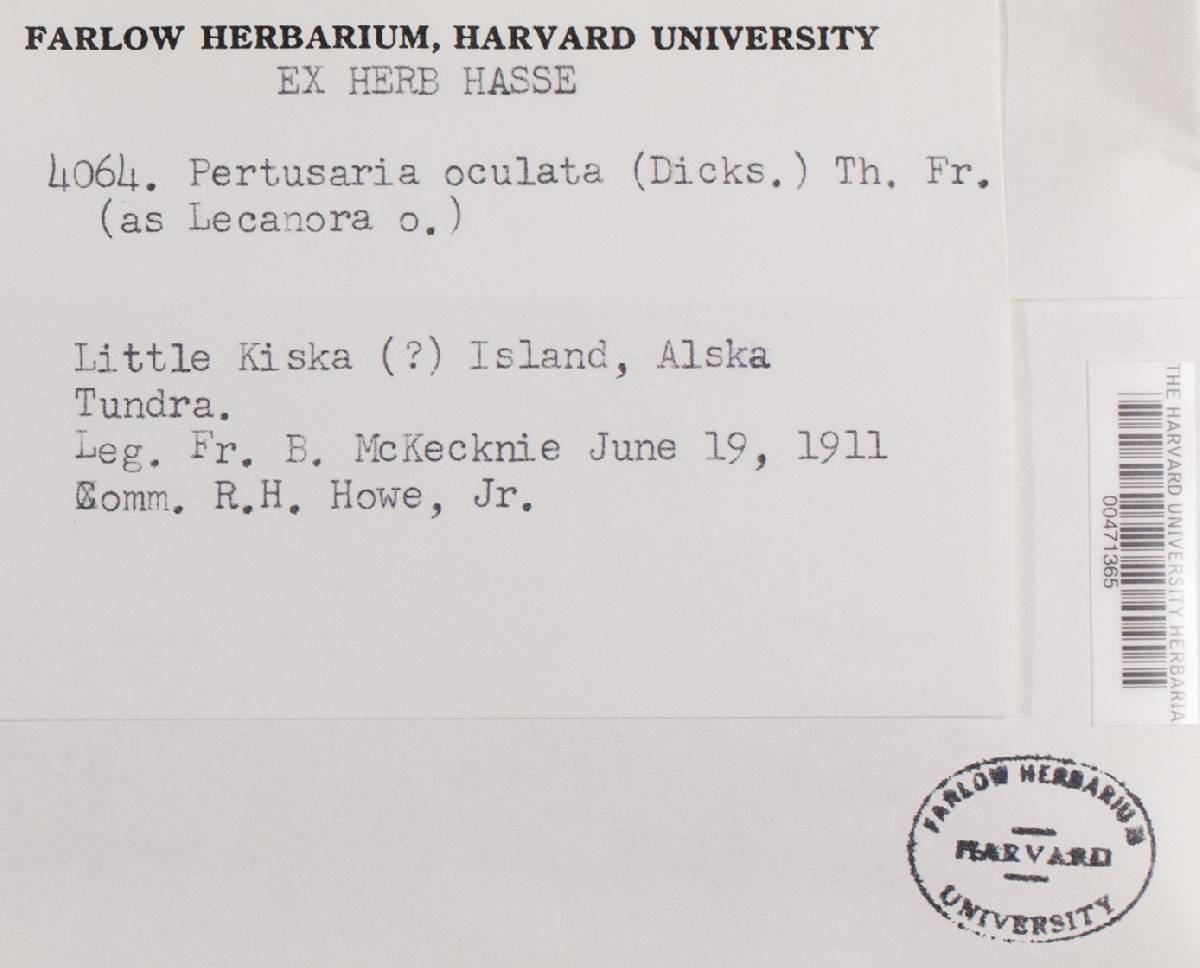 FARLOW HERBARIUM, HARVARD UNIVERSITY
EX HERB HASSE
4064. Pertusaria oculata (Dicks.) Th. Fr.
(as Lecanora o.)
Little Kiska (?) Island, Alska
Tundra.
Leg. Fr. B. McKecknie June 19, 1911
Comm. R.H. Howe, Jr.
THE HARVARD UNIVERSITY HERBARIA
00471365
FARLOW HERBARIUM
HARVARD
UNIVERSITY